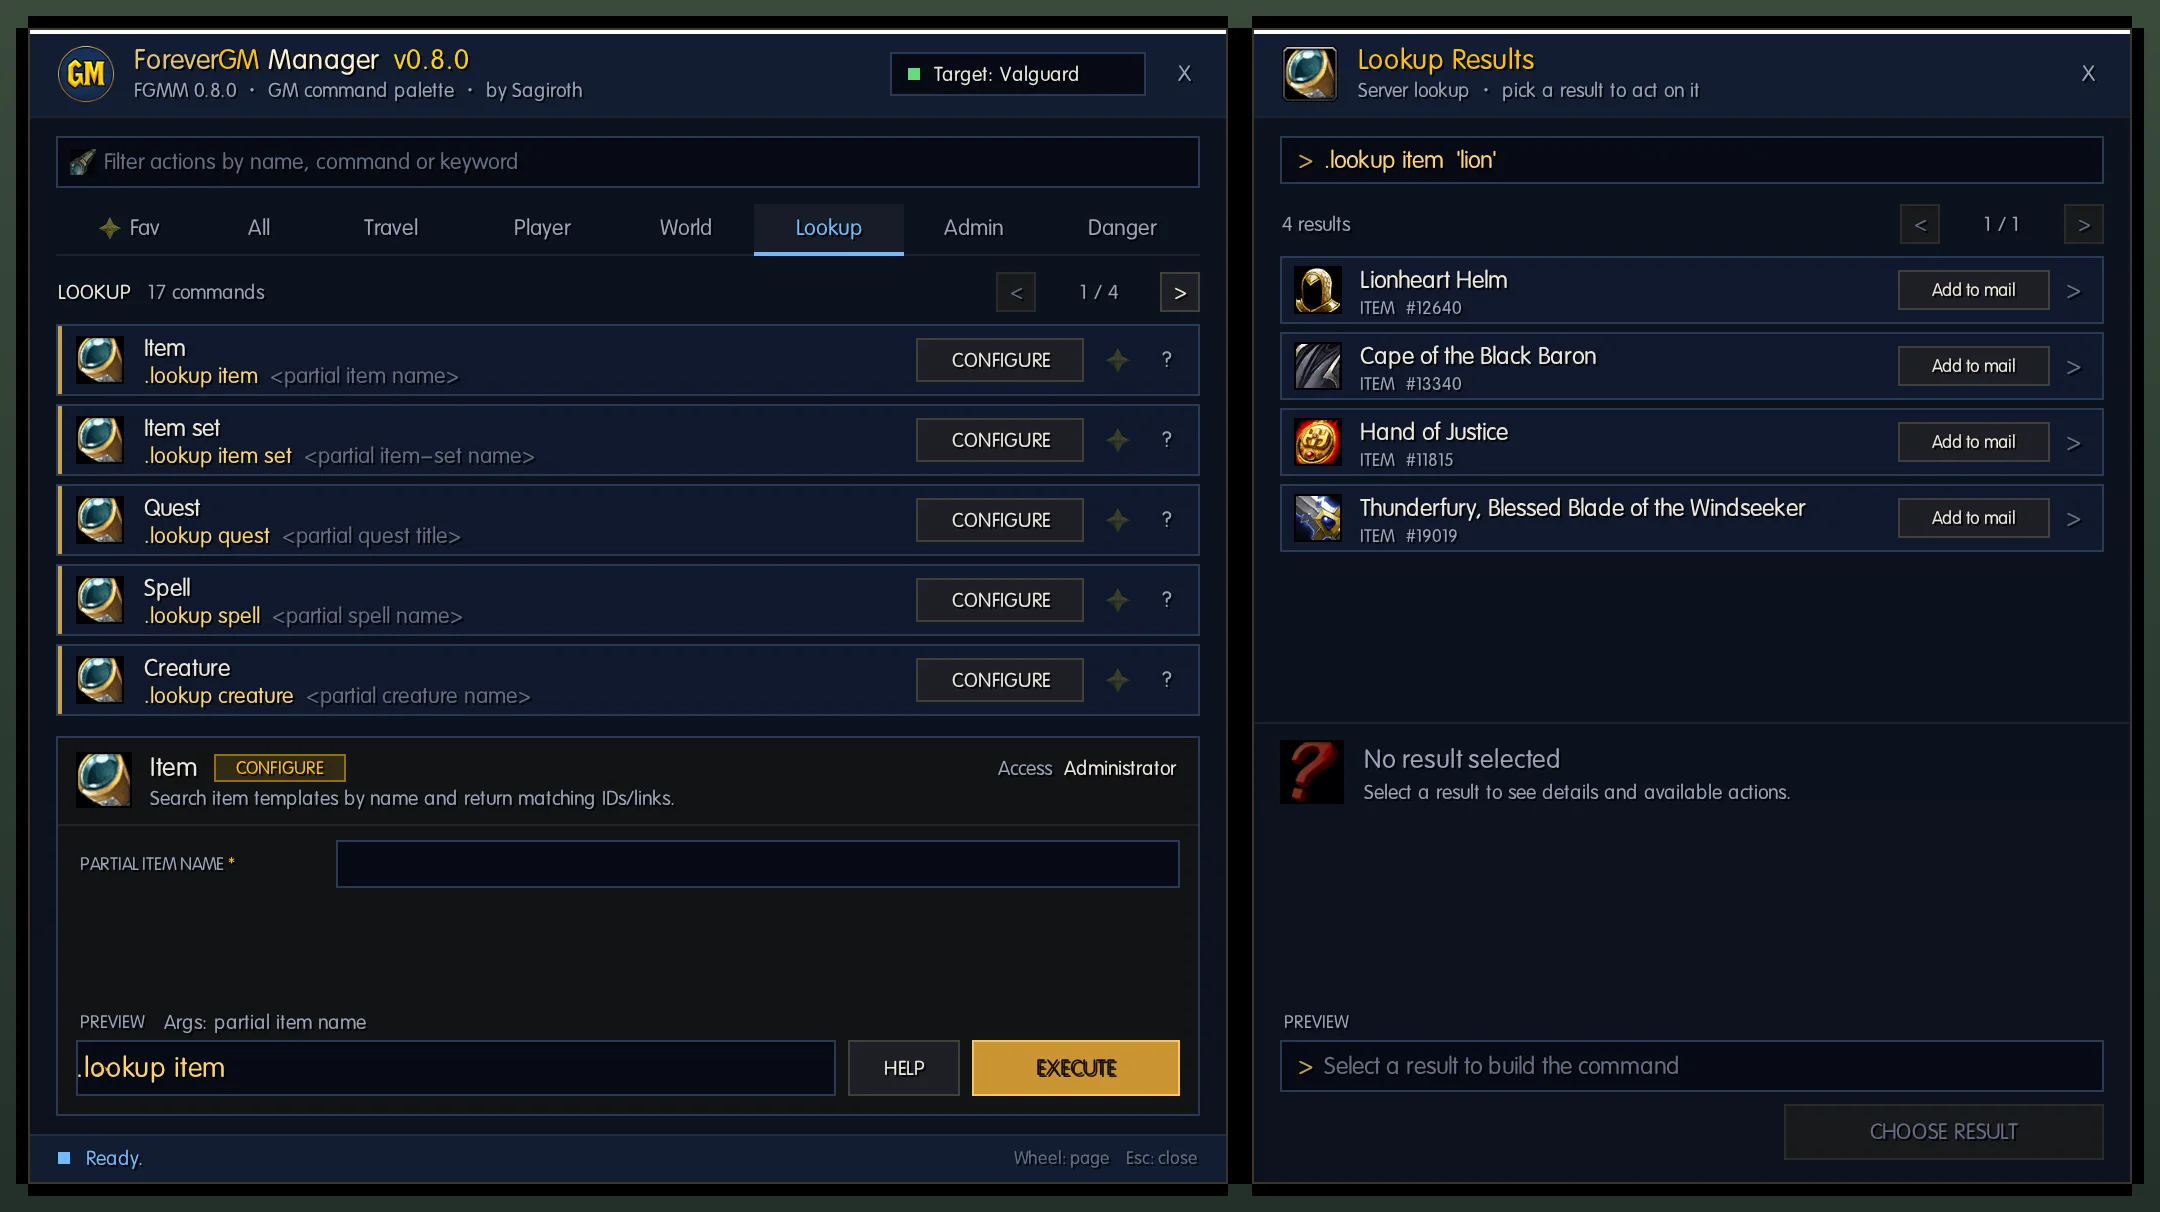 GM
ForeverGM Manager v0.8.0
FGMM 0.8.0 · GM command palette · by Sagiroth
Target: Valguard
X
Filter actions by name, command or keyword
Fav All Travel Player World Lookup Admin Danger
LOOKUP 17 commands
< 1 / 4 >
Item
.lookup item <partial item name>
CONFIGURE ?
Item set
.lookup item set <partial item-set name>
CONFIGURE ?
Quest
.lookup quest <partial quest title>
CONFIGURE ?
Spell
.lookup spell <partial spell name>
CONFIGURE ?
Creature
.lookup creature <partial creature name>
CONFIGURE ?
Item CONFIGURE
Access Administrator
Search item templates by name and return matching IDs/links.
PARTIAL ITEM NAME *
PREVIEW Args: partial item name
.lookup item
HELP
EXECUTE
Ready.
Wheel: page Esc: close
Lookup Results
Server lookup · pick a result to act on it
X
> .lookup item 'lion'
4 results
< 1 / 1 >
Lionheart Helm
ITEM #12640
Add to mail >
Cape of the Black Baron
ITEM #13340
Add to mail >
Hand of Justice
ITEM #11815
Add to mail >
Thunderfury, Blessed Blade of the Windseeker
ITEM #19019
Add to mail >
No result selected
Select a result to see details and available actions.
PREVIEW
> Select a result to build the command
CHOOSE RESULT